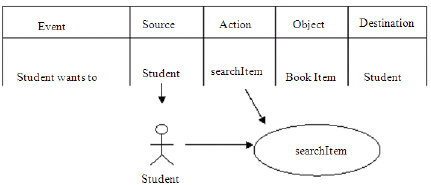 Event Source Action Object Destination
Student wants to Student searchItem Book Item Student
searchItem
Student